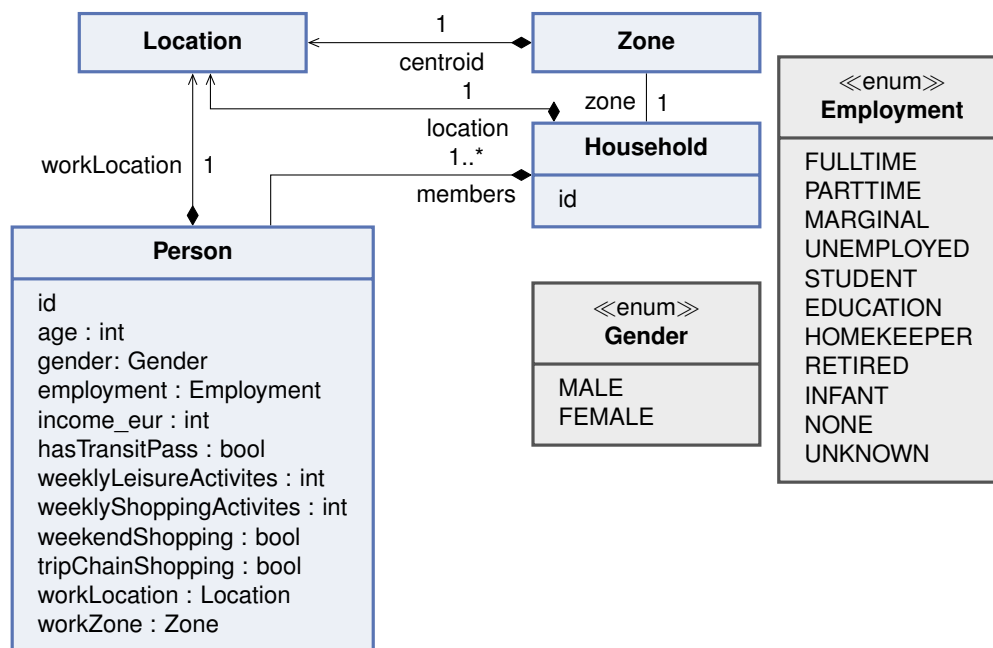 Location
1
centroid
Zone
zone
1
1
location
1..*
members
Household
id
workLocation
1
Person
id
age : int
gender: Gender
employment : Employment
income_eur : int
hasTransitPass : bool
weeklyLeisureActivites : int
weeklyShoppingActivites : int
weekendShopping : bool
tripChainShopping : bool
workLocation : Location
workZone : Zone
≪enum≫
Gender
MALE
FEMALE
≪enum≫
Employment
FULLTIME
PARTTIME
MARGINAL
UNEMPLOYED
STUDENT
EDUCATION
HOMEKEEPER
RETIRED
INFANT
NONE
UNKNOWN